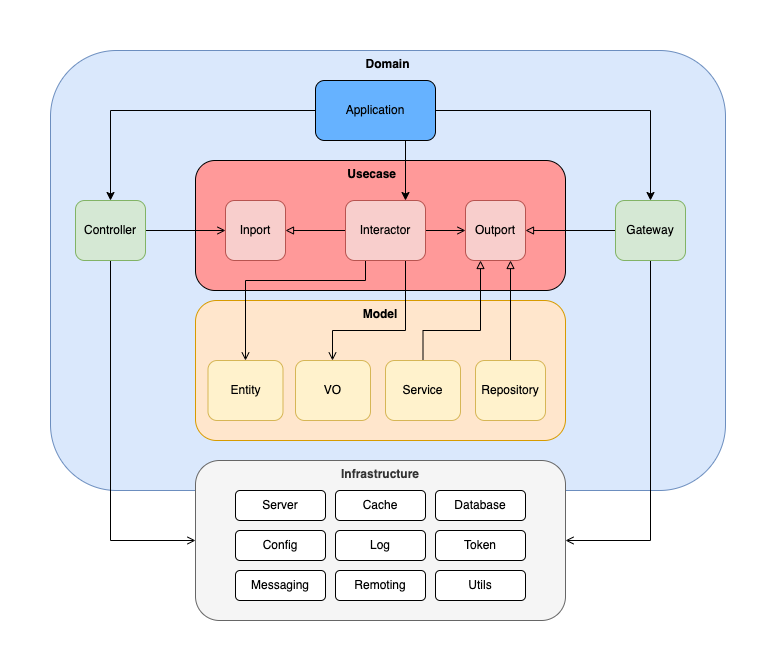 Domain
Application
Usecase
Controller
Inport
Interactor
Outport
Gateway
Model
Entity
VO
Service
Repository
Infrastructure
Server
Cache
Database
Config
Log
Token
Messaging
Remoting
Utils